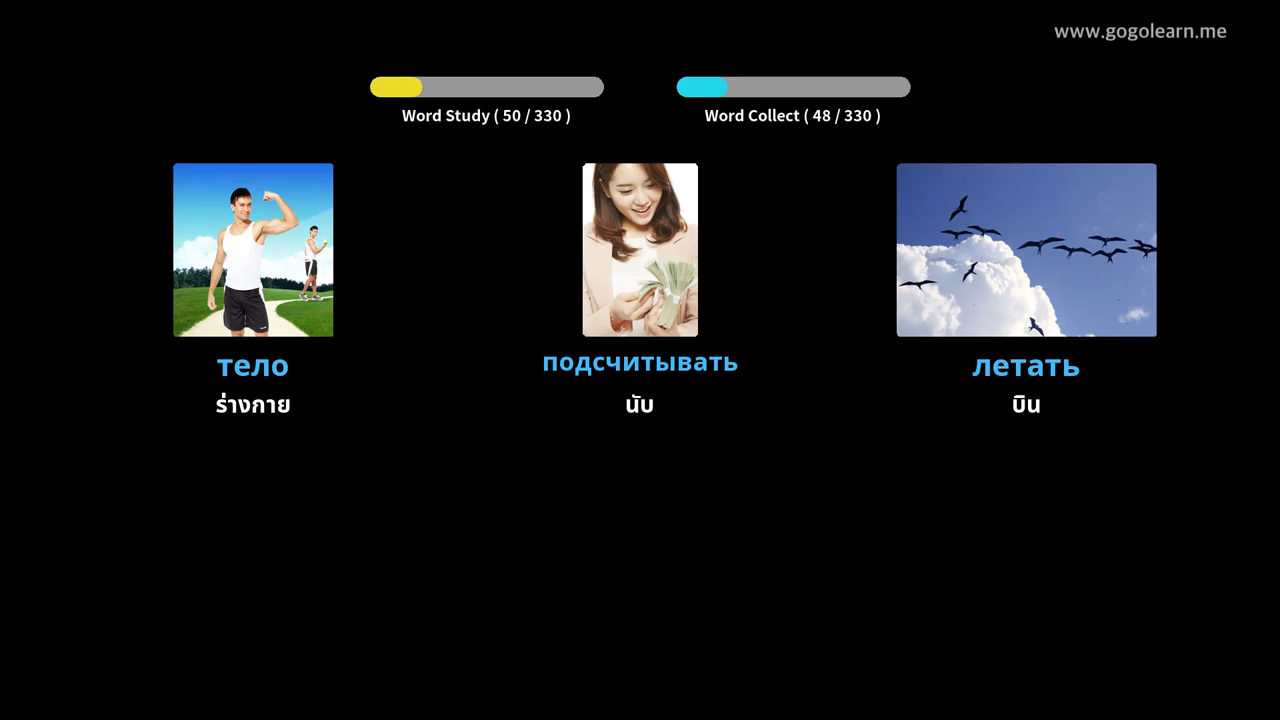 www.gogolearn.me
Word Study ( 50 / 330 )
Word Collect ( 48 / 330 )
тело
подсчитывать
летать
ร่างกาย
นับ
บิน